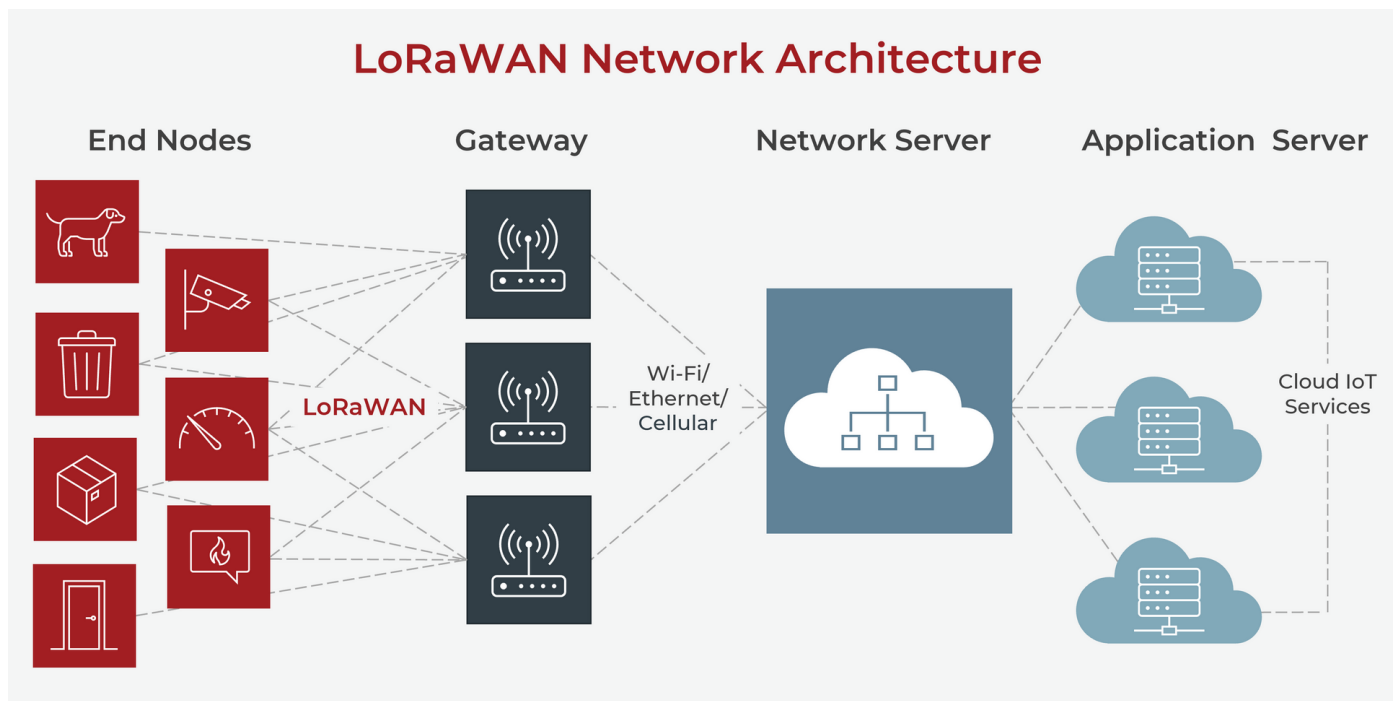 LoRaWAN Network Architecture
End Nodes
Gateway
Network Server
Application Server
LoRaWAN
Wi-Fi/
Ethernet/
Cellular
Cloud IoT
Services